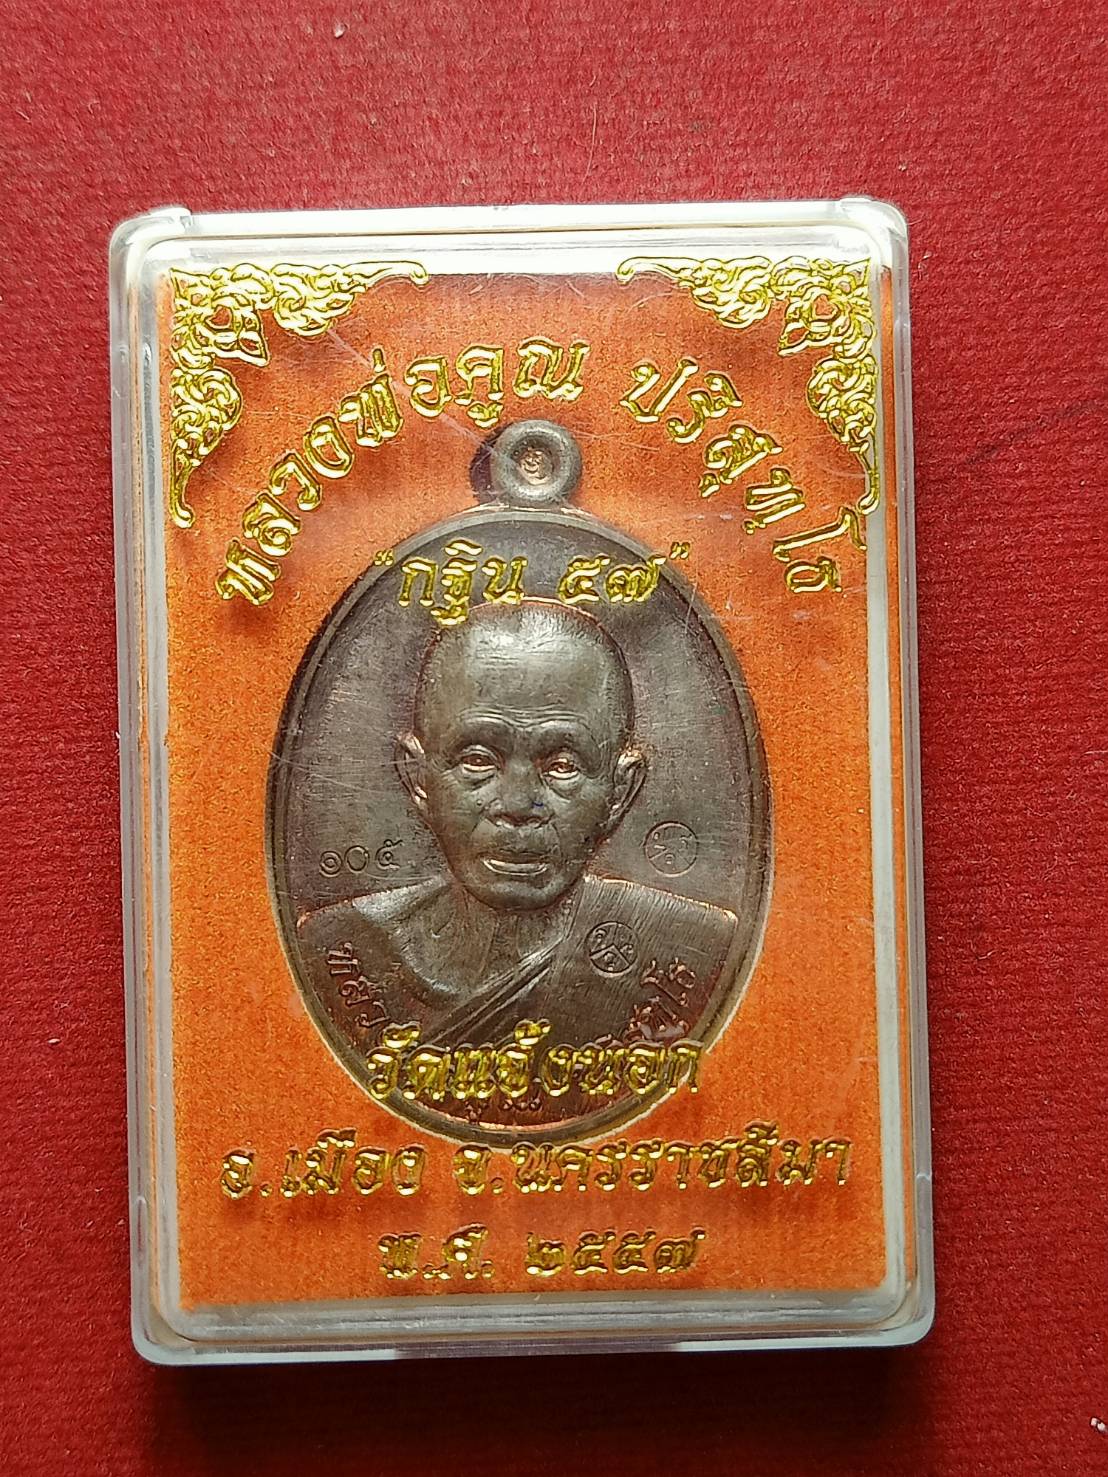 หลวงพ่อคูณ ปริสุทฺโธ
"กฐิน ๕๗"
๑๐๕
วัดแจ้งนอก
อ.เมือง จ.นครราชสีมา
พ.ศ. ๒๕๕๗